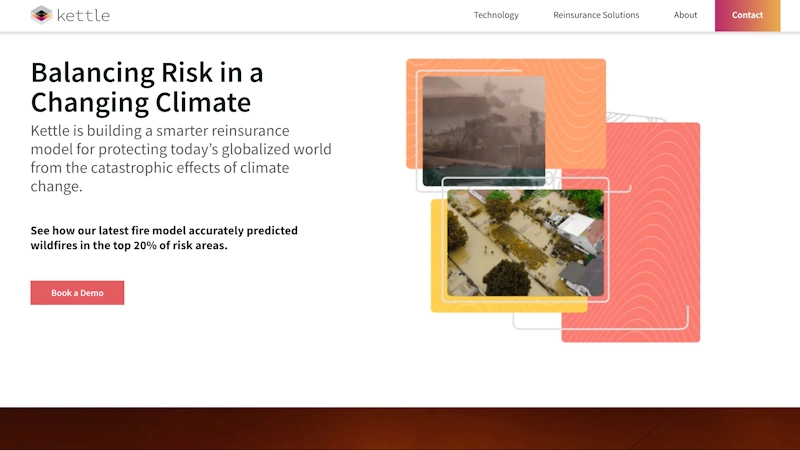 kettle
Technology
Reinsurance Solutions
About
Contact
Balancing Risk in a
Changing Climate
Kettle is building a smarter reinsurance
model for protecting today’s globalized world
from the catastrophic effects of climate
change.
See how our latest fire model accurately predicted
wildfires in the top 20% of risk areas.
Book a Demo